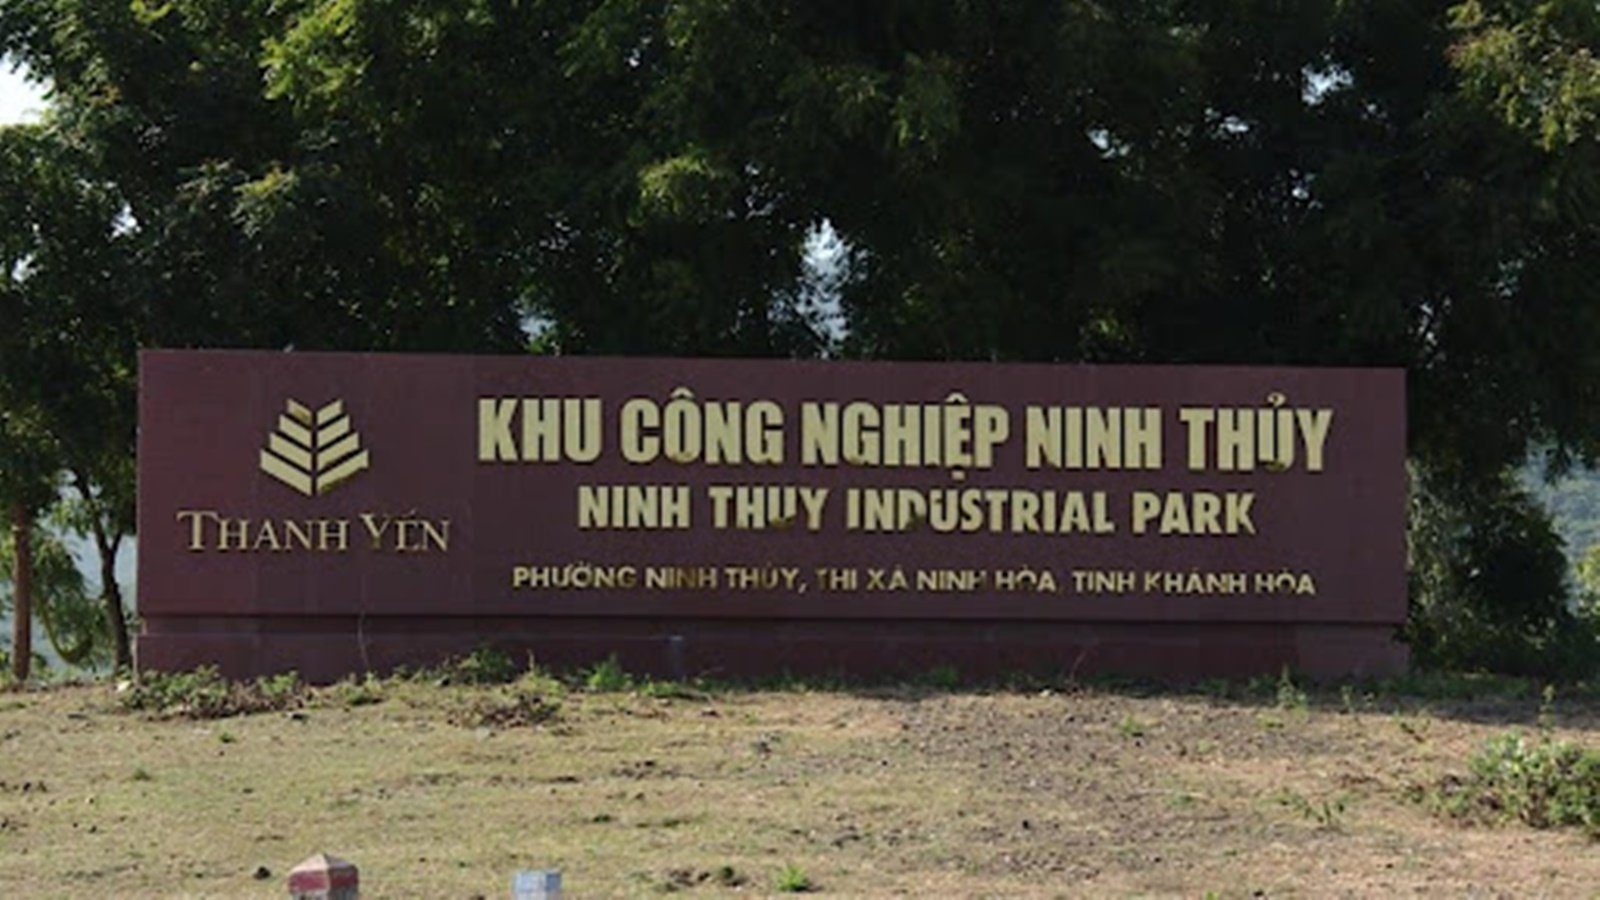 THANH YẾN
KHU CÔNG NGHIỆP NINH THỦY
NINH THUY INDUSTRIAL PARK
PHƯỜNG NINH THỦY, THỊ XÃ NINH HÒA, TỈNH KHÁNH HÒA